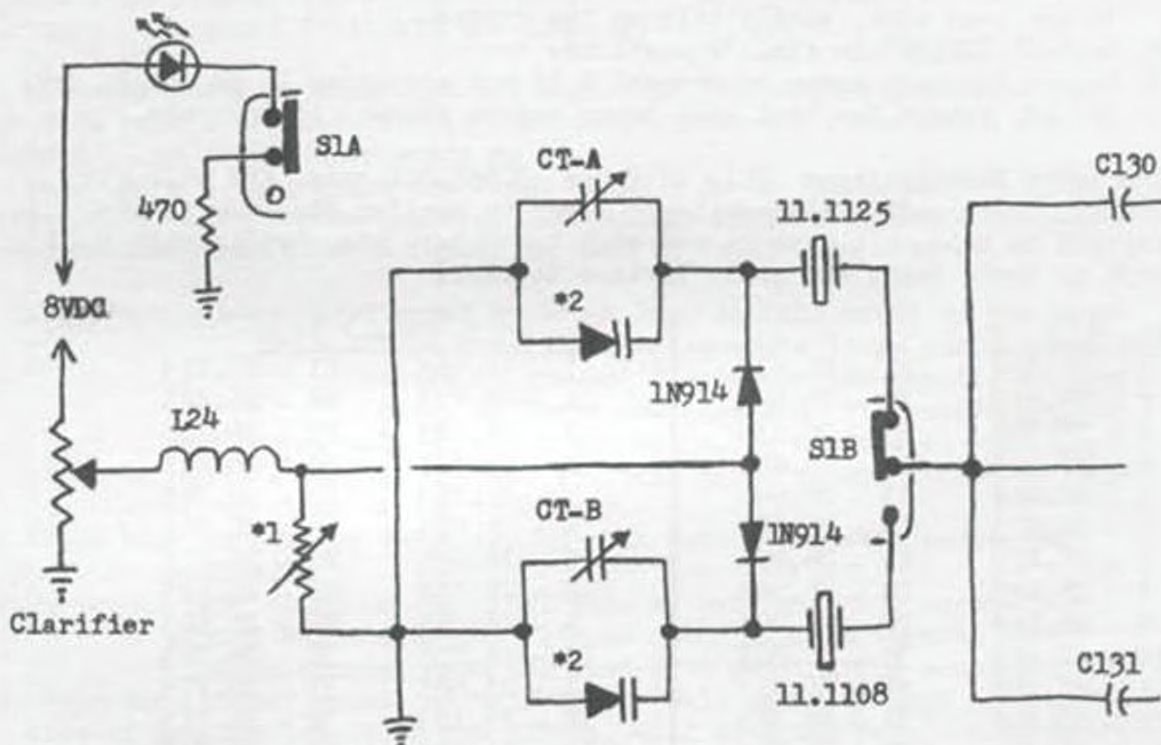 S1A
CT-A
C130
470
11.1125
8VDC
*2
1N914
L24
S1B
CT-B
*1
1N914
Clarifier
*2
11.1108
C131